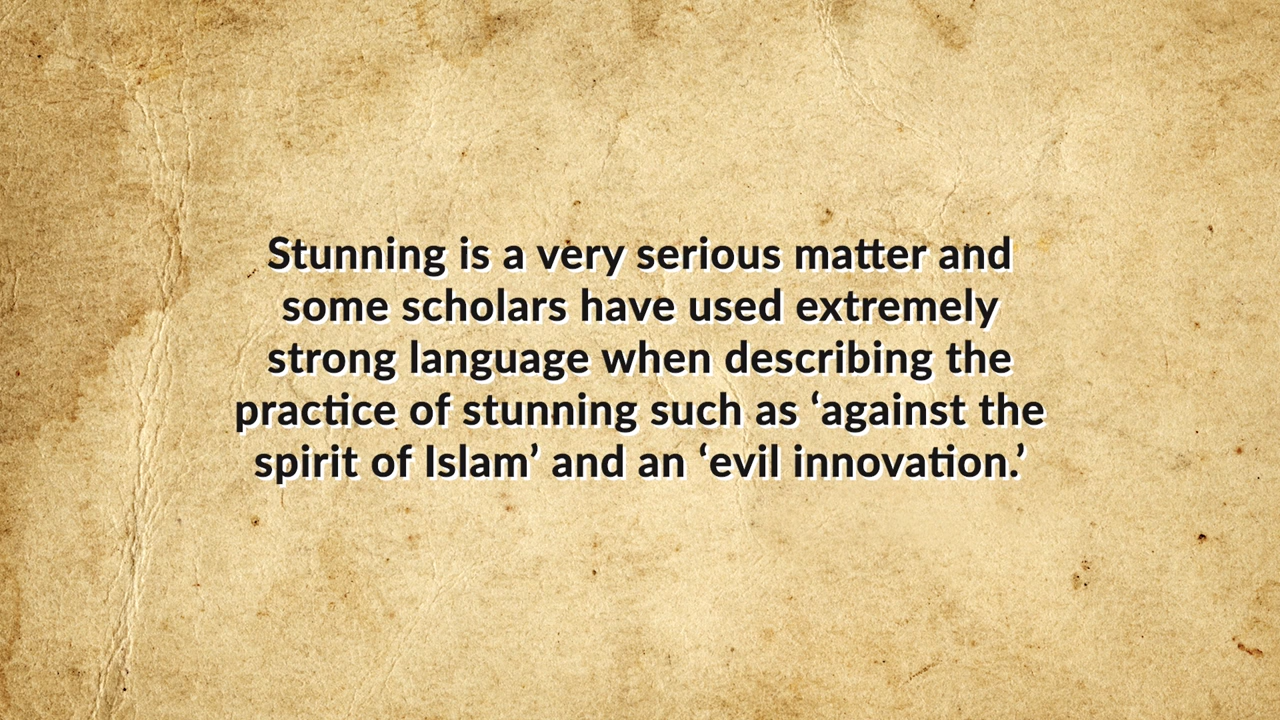 Stunning is a very serious matter and
some scholars have used extremely
strong language when describing the
practice of stunning such as ‘against the
spirit of Islam’ and an ‘evil innovation.’